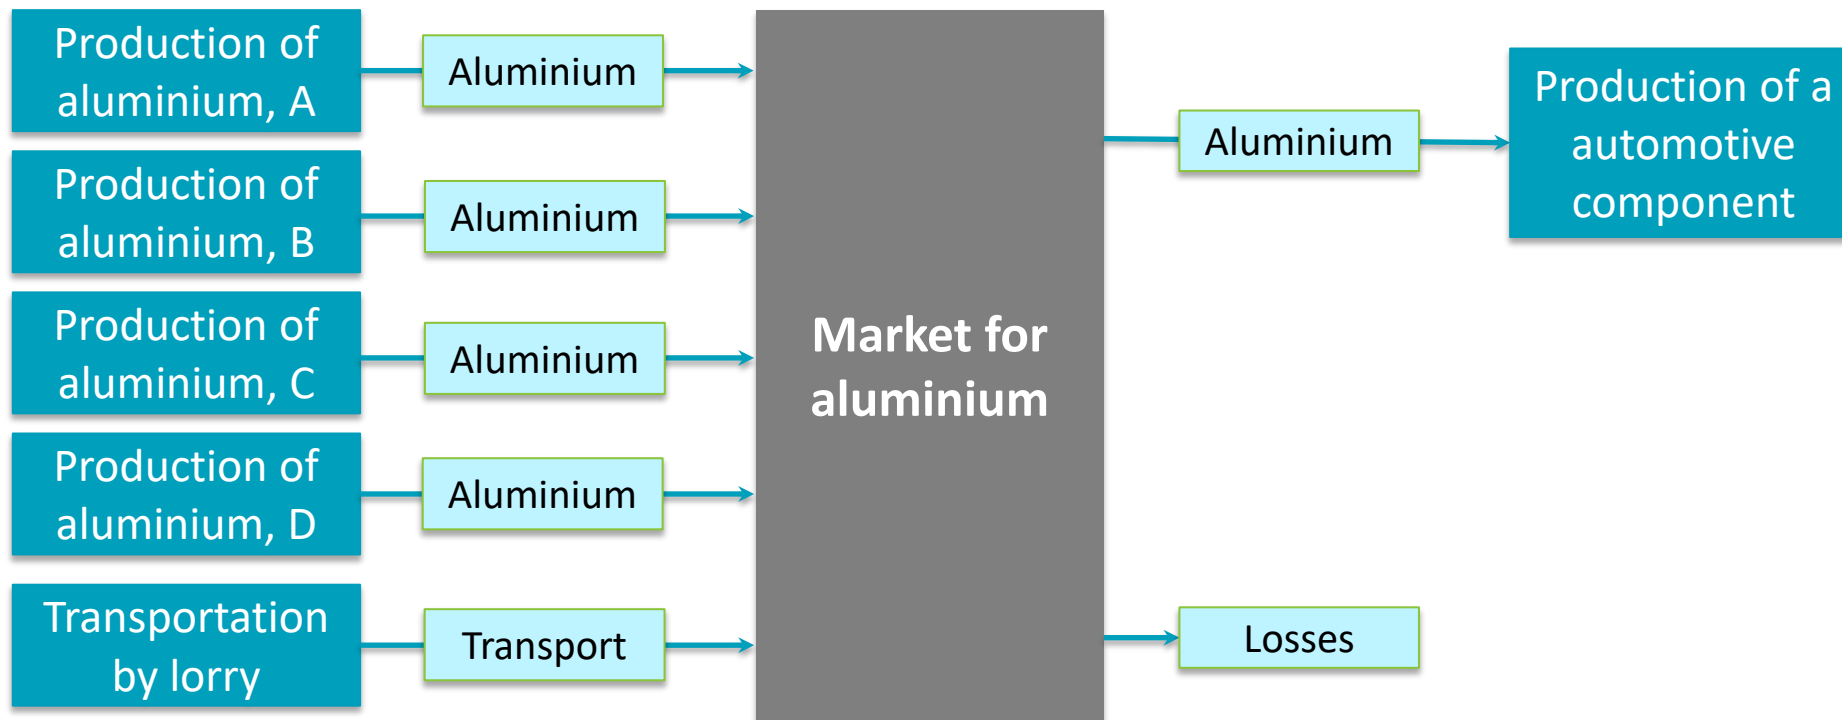 Production of
aluminium, A
Aluminium
Production of
aluminium, B
Aluminium
Production of
aluminium, C
Aluminium
Production of
aluminium, D
Aluminium
Transportation
by lorry
Transport
Market for
aluminium
Aluminium
Production of a
automotive
component
Losses